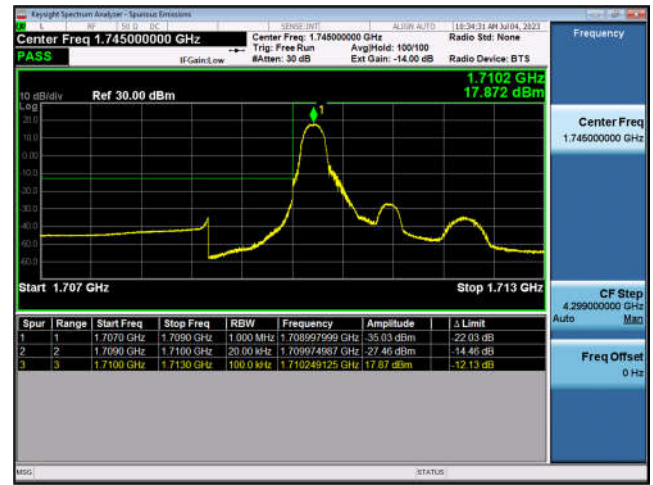 Keysight Spectrum Analyzer - Spurious Emissions
L RF 50 Ω DC SENSE:INT ALIGN AUTO 10:34:31 AM Jul 04, 2023
Center Freq 1.745000000 GHz
Center Freq: 1.745000000 GHz Radio Std: None
Trig: Free Run Avg|Hold: 100/100
PASS IFGain:Low #Atten: 30 dB Ext Gain: -14.00 dB Radio Device: BTS
Frequency
1.7102 GHz
10 dB/div Ref 30.00 dBm 17.872 dBm
Log
20.0
10.0
0.00
-10.0
-20.0
-30.0
-40.0
-50.0
-60.0
1
Start 1.707 GHz Stop 1.713 GHz
Center Freq
1.745000000 GHz
CF Step
4.299000000 GHz
Auto Man
Freq Offset
0 Hz
Spur Range Start Freq Stop Freq RBW Frequency Amplitude Δ Limit
1 1 1.7070 GHz 1.7090 GHz 1.000 MHz 1.708997999 GHz -35.03 dBm -22.03 dB
2 2 1.7090 GHz 1.7100 GHz 20.00 kHz 1.709974987 GHz -27.46 dBm -14.46 dB
3 3 1.7100 GHz 1.7130 GHz 100.0 kHz 1.710249125 GHz 17.87 dBm -12.13 dB
MSG STATUS